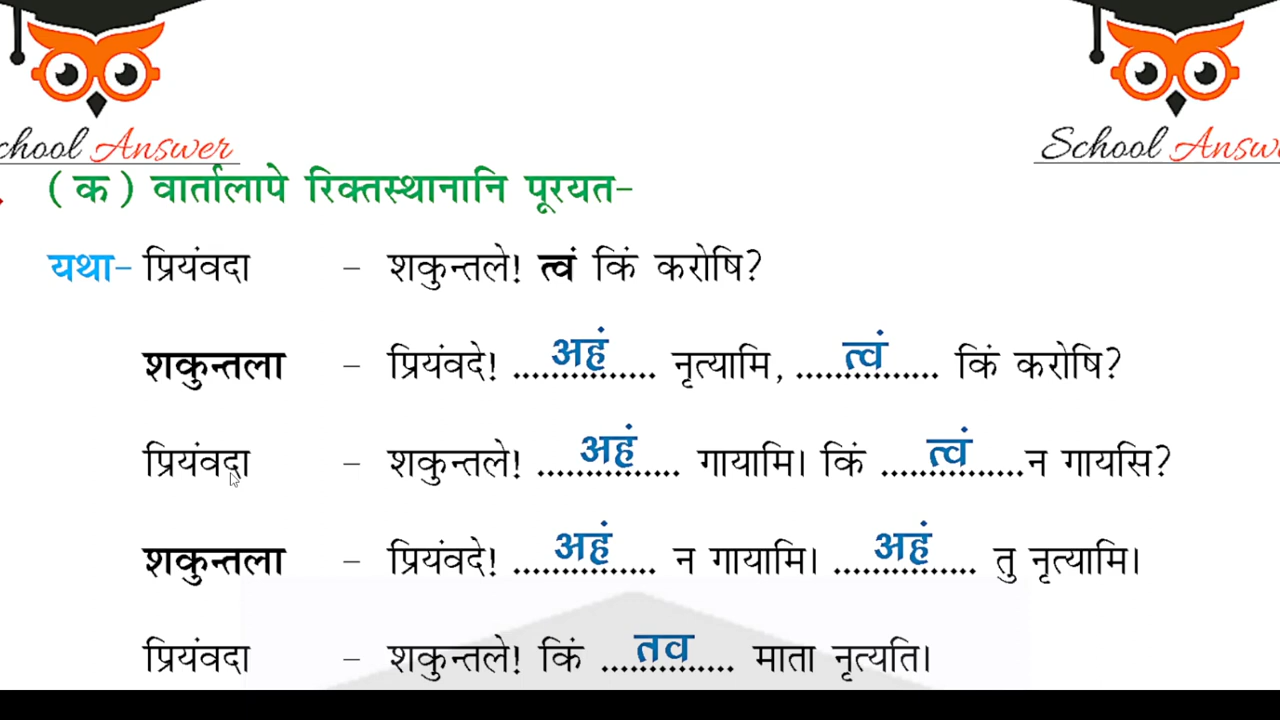 School Answer School Answer
(क) वार्तालापे रिक्तस्थानानि पूरयत-
यथा- प्रियंवदा - शकुन्तले! त्वं किं करोषि?
शकुन्तला - प्रियंवदे! ......अहं...... नृत्यामि, ......त्वं...... किं करोषि?
प्रियंवदा - शकुन्तले! ......अहं...... गायामि। किं ......त्वं......न गायसि?
शकुन्तला - प्रियंवदे! ......अहं...... न गायामि। ......अहं...... तु नृत्यामि।
प्रियंवदा - शकुन्तले! किं ......तव...... माता नृत्यति।